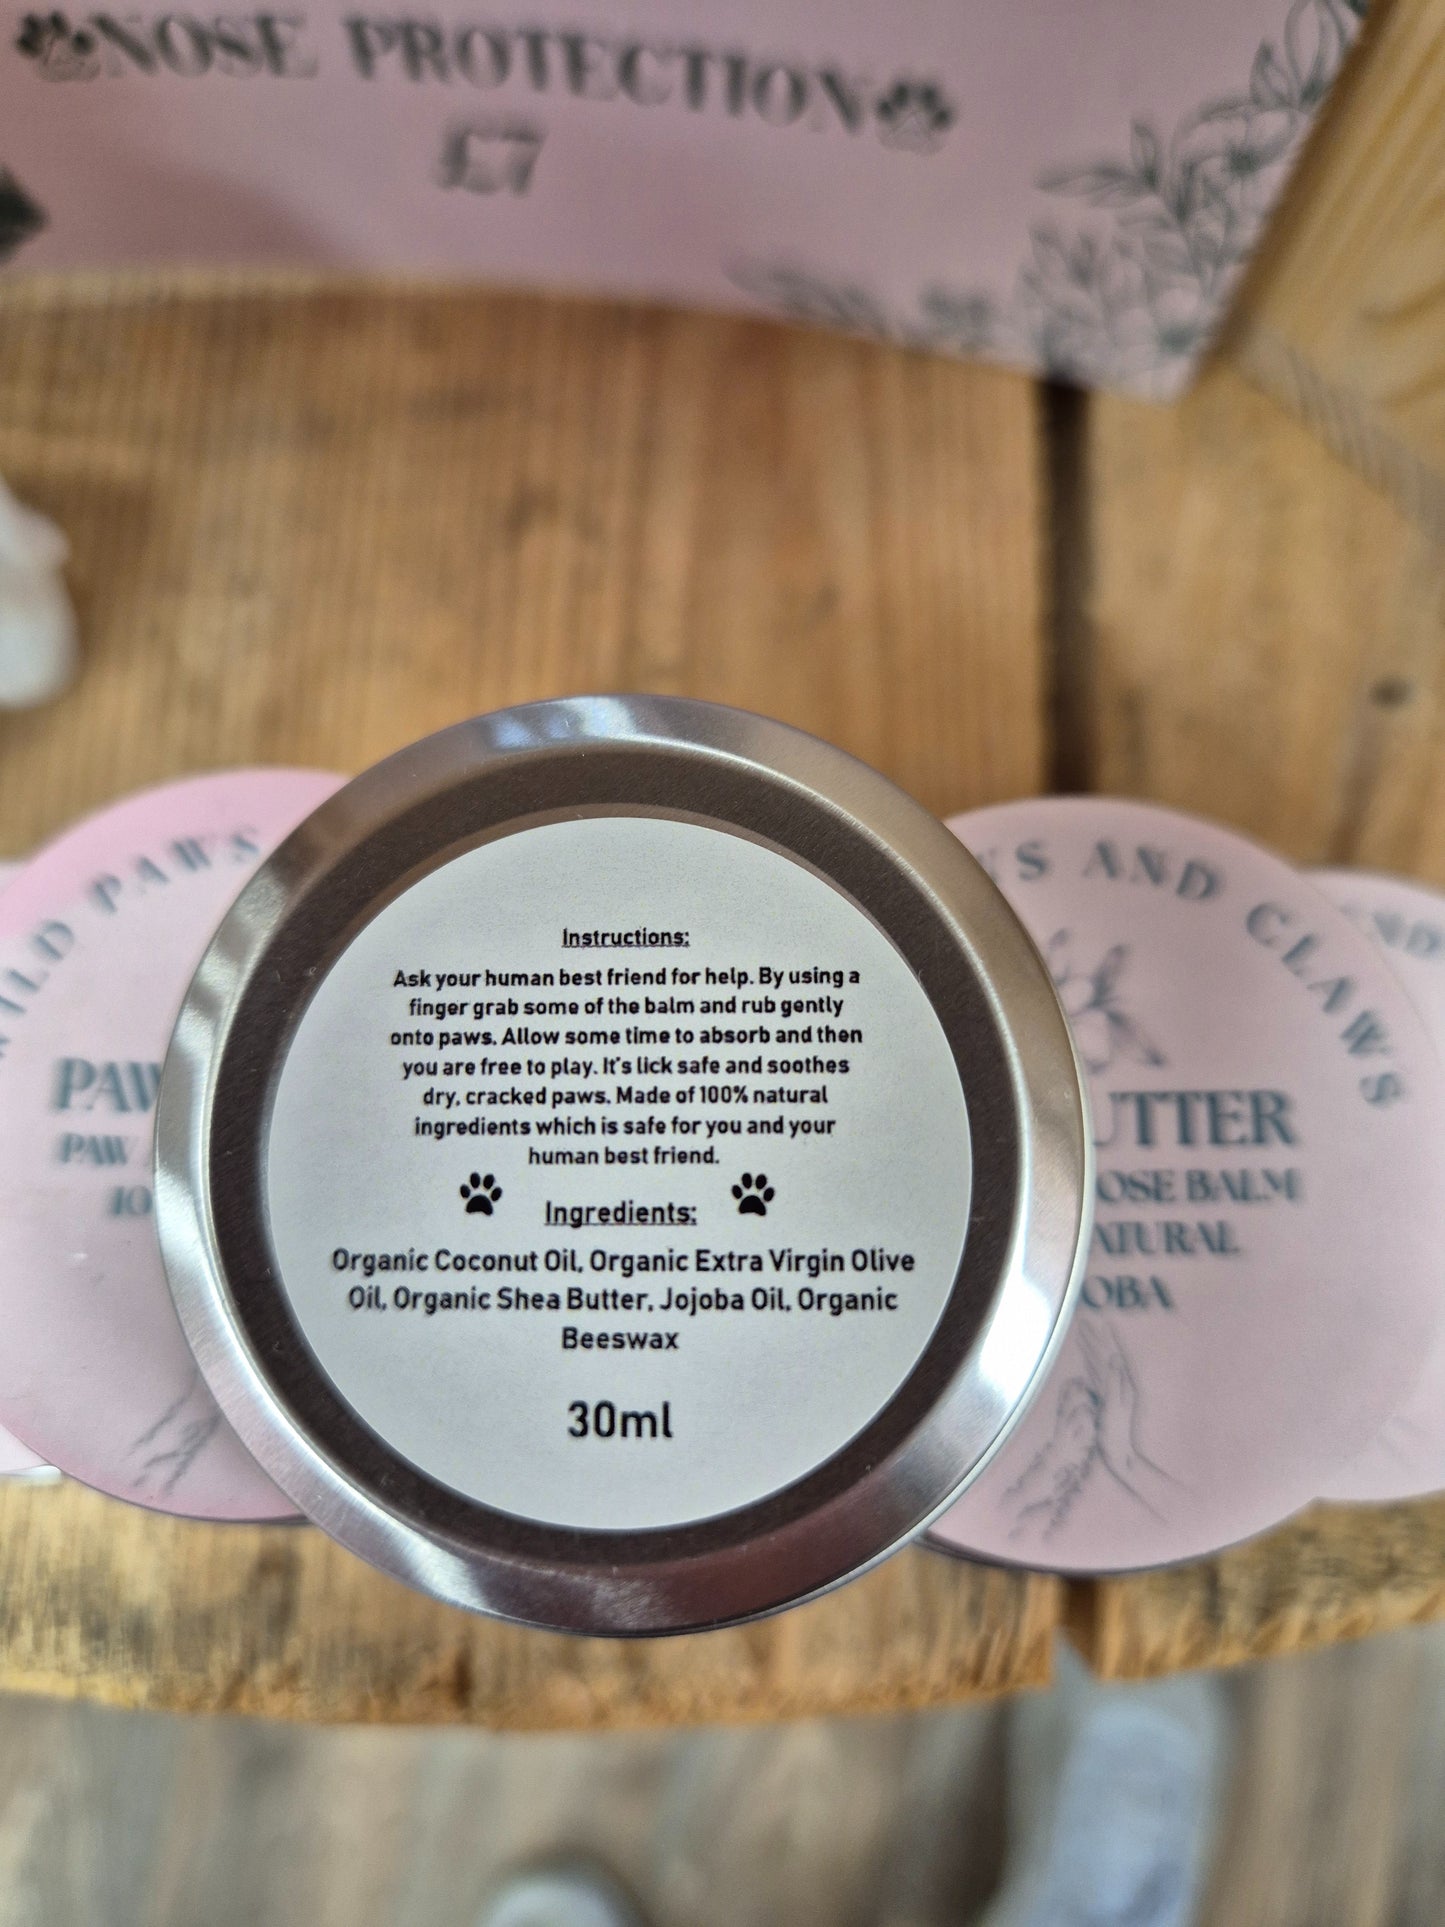 NOSE PROTECTION
£7
WILD PAWS
PAW
PAW
Instructions:
Ask your human best friend for help. By using a
finger grab some of the balm and rub gently
onto paws. Allow some time to absorb and then
you are free to play. It's lick safe and soothes
dry, cracked paws. Made of 100% natural
ingredients which is safe for you and your
human best friend.
Ingredients:
Organic Coconut Oil, Organic Extra Virgin Olive
Oil, Organic Shea Butter, Jojoba Oil, Organic
Beeswax
30ml
S AND CLAWS
UTTER
OSE BALM
ATURAL
OBA